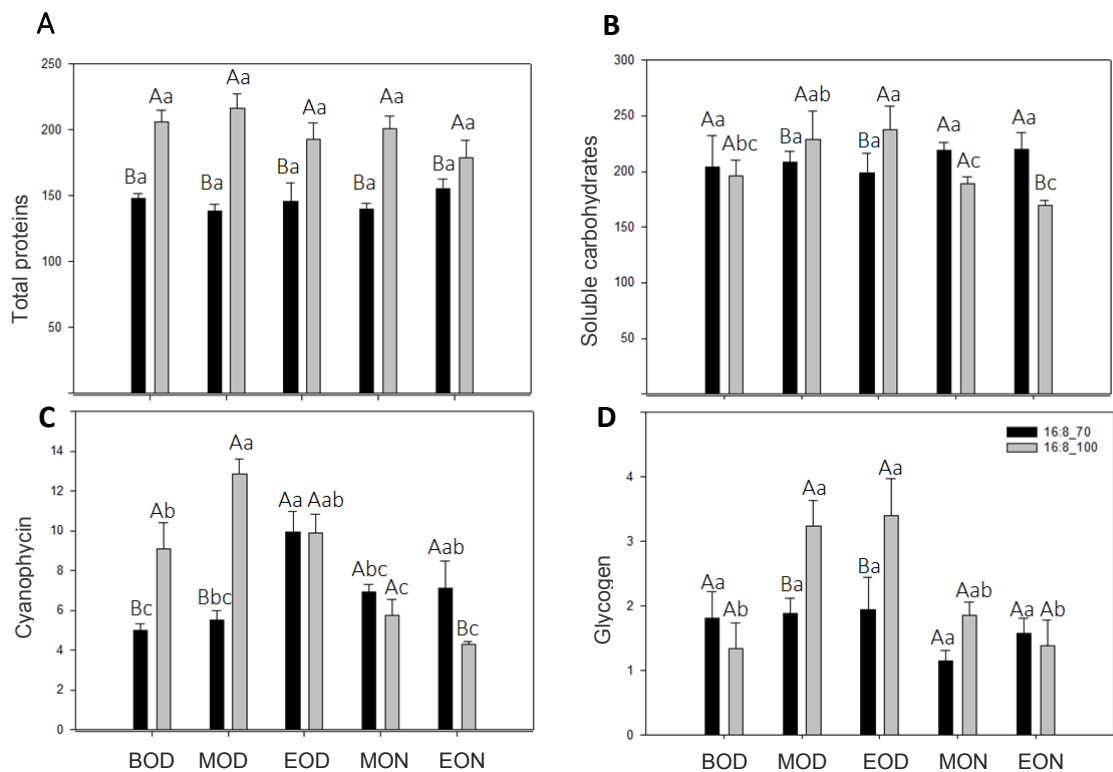 A
250
200
150
100
50
Total proteins
Ba Aa Ba Aa Ba Aa Ba Aa Ba Aa
B
300
250
200
150
100
50
Soluble carbohydrates
Aa Abc Ba Aab Ba Aa Aa Ac Aa Bc
C
14
12
10
8
6
4
2
0
Cyanophycin
Bc Ab Bbc Aa Aa Aab Abc Ac Aab Bc
BOD MOD EOD MON EON
D
16:8_70
16:8_100
4
3
2
1
0
Glycogen
Aa Ab Ba Aa Ba Aa Aa Aab Aa Ab
BOD MOD EOD MON EON